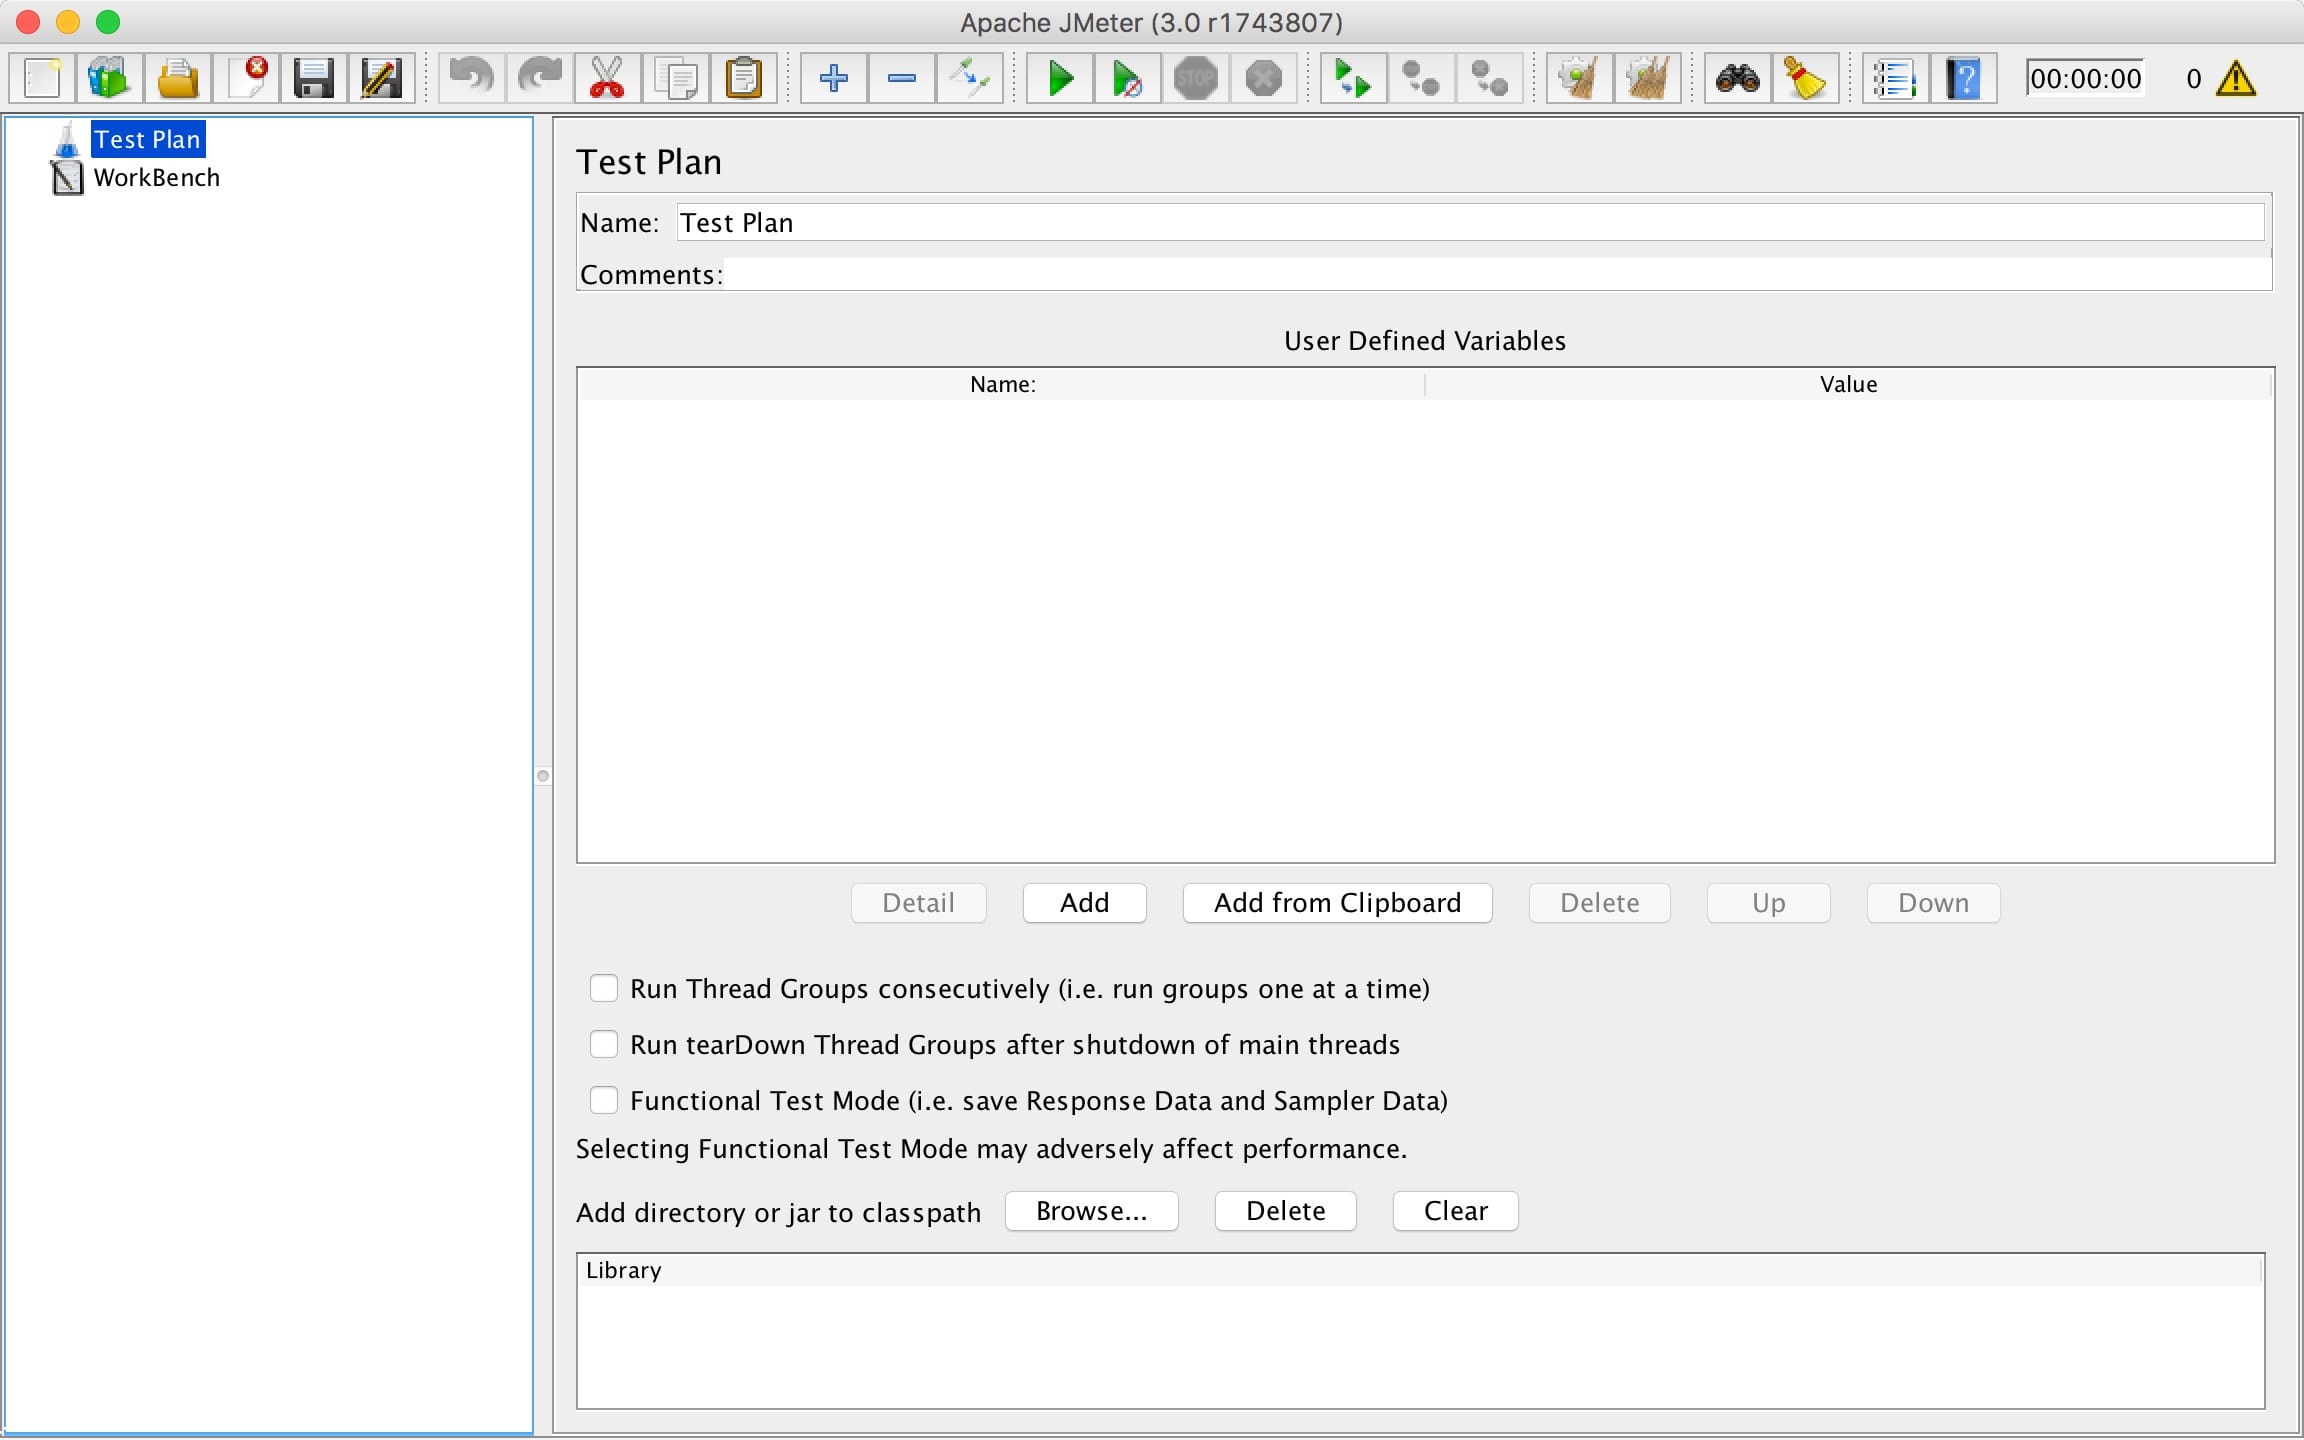 Apache JMeter (3.0 r1743807)
STOP
?
00:00:00
0
Test Plan
WorkBench
Test Plan
Name: Test Plan
Comments:
User Defined Variables
Name: Value
Detail Add Add from Clipboard Delete Up Down
Run Thread Groups consecutively (i.e. run groups one at a time)
Run tearDown Thread Groups after shutdown of main threads
Functional Test Mode (i.e. save Response Data and Sampler Data)
Selecting Functional Test Mode may adversely affect performance.
Add directory or jar to classpath Browse... Delete Clear
Library